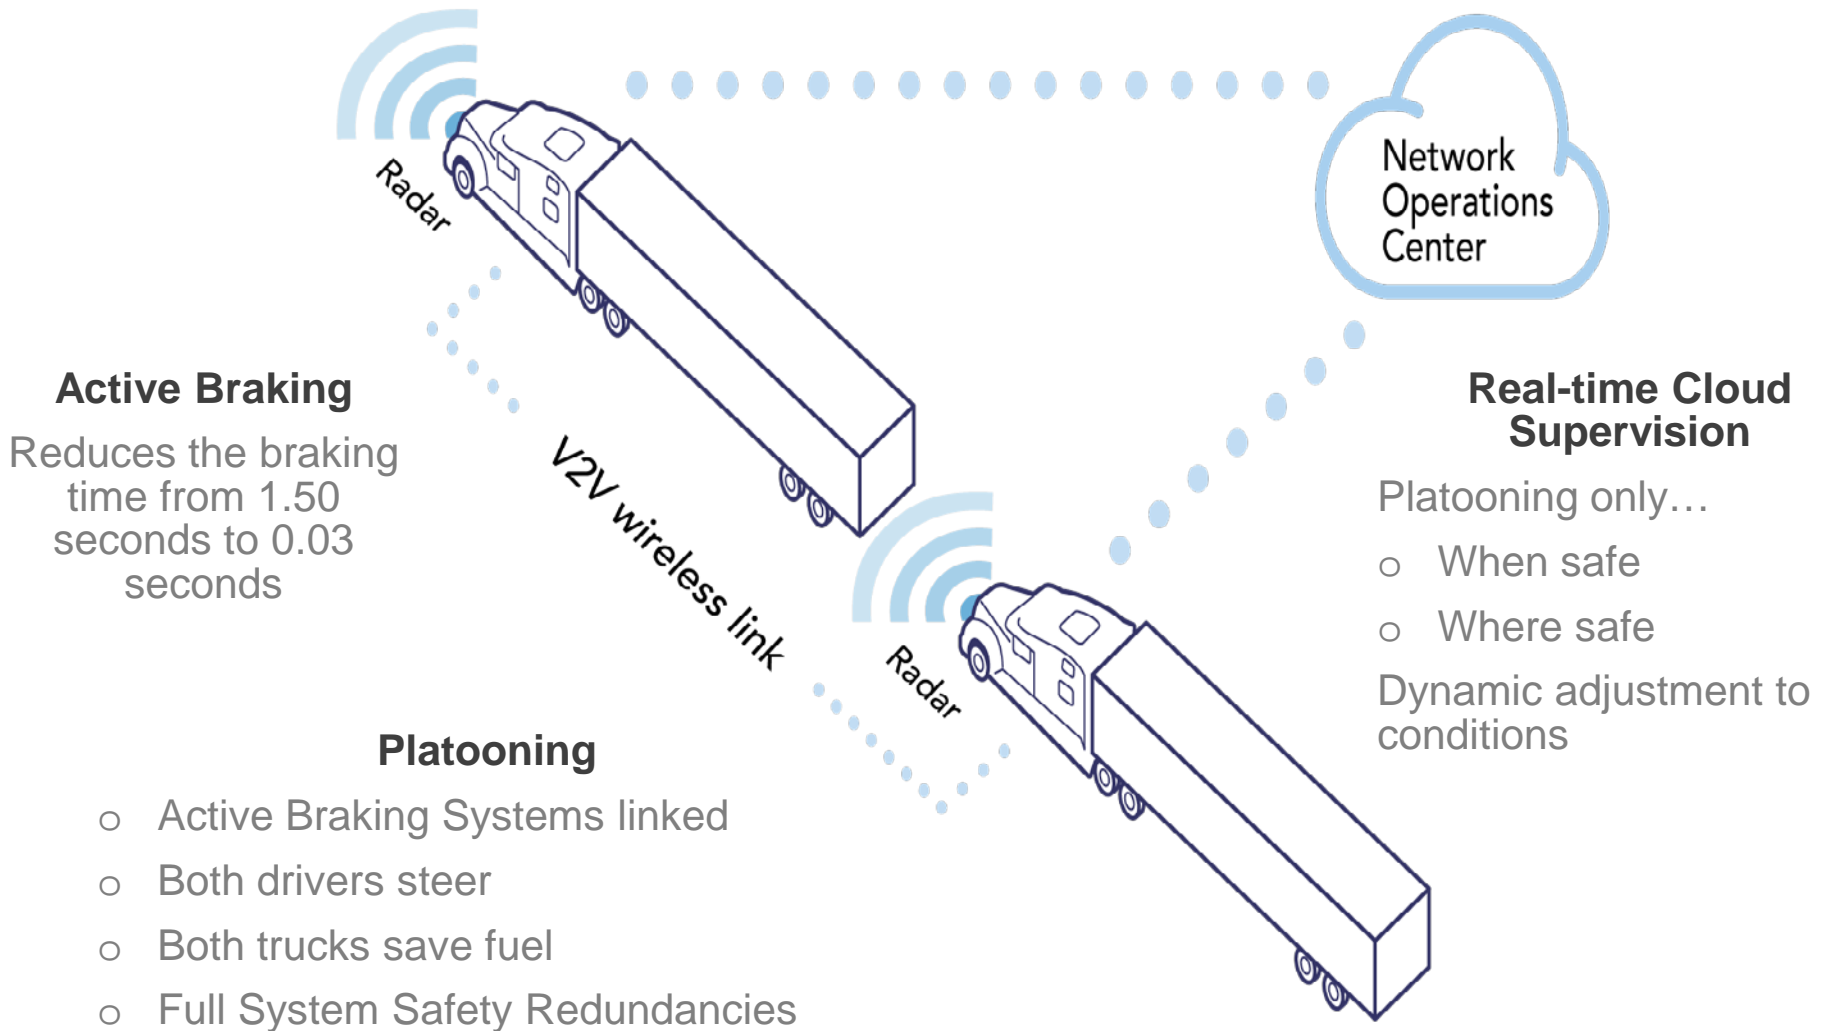 Radar
Network
Operations
Center
Active Braking
Reduces the braking
time from 1.50
seconds to 0.03
seconds
V2V wireless link
Radar
Real-time Cloud
Supervision
Platooning only…
o When safe
o Where safe
Dynamic adjustment to
conditions
Platooning
o Active Braking Systems linked
o Both drivers steer
o Both trucks save fuel
o Full System Safety Redundancies